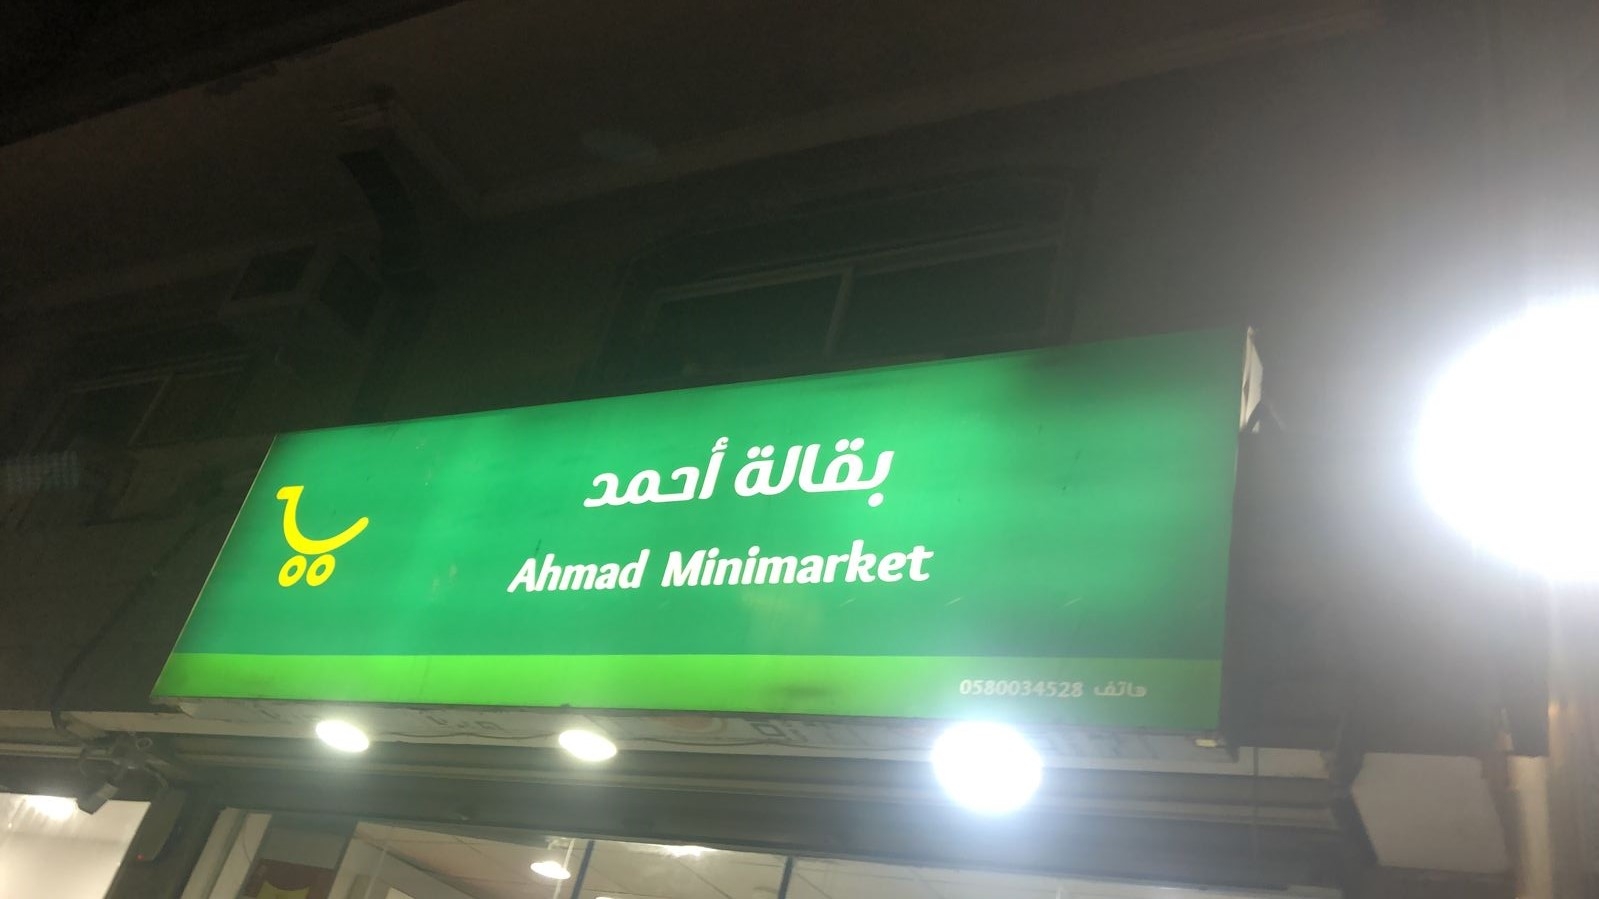 بقالة أحمد
Ahmad Minimarket
هاتف 0580034528